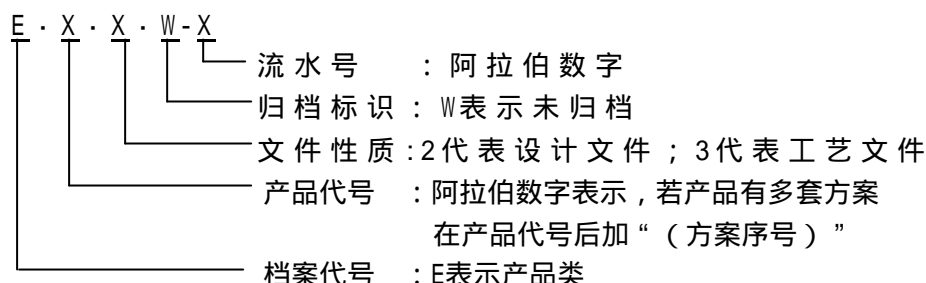 E·X·X·W-X
流水号 ：阿拉伯数字
归档标识：W表示未归档
文件性质:2代表设计文件；3代表工艺文件
产品代号 ：阿拉伯数字表示，若产品有多套方案
在产品代号后加“（方案序号）”
档案代号 ：E表示产品类